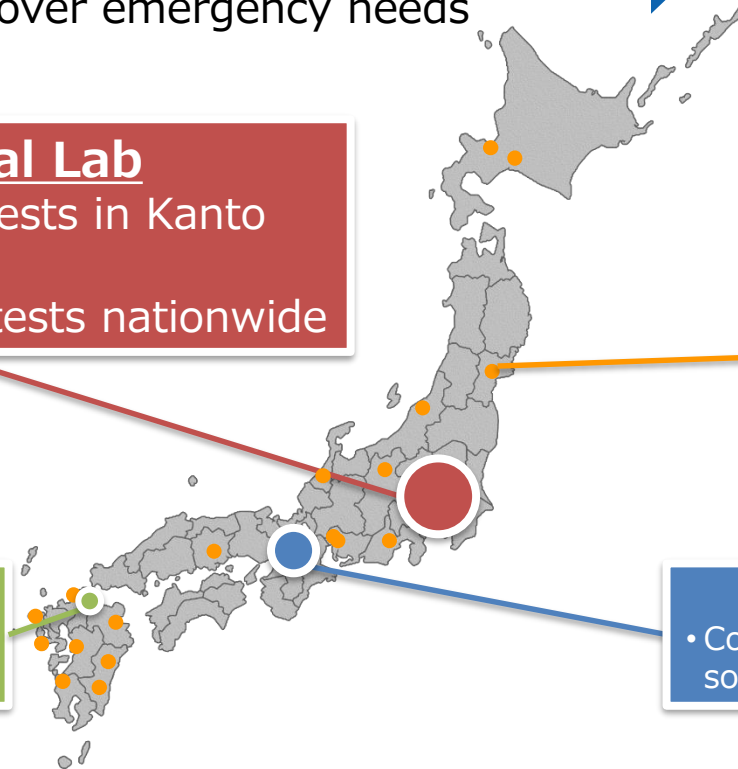 over emergency needs
al Lab
ests in Kanto
tests nationwide
• Co
so